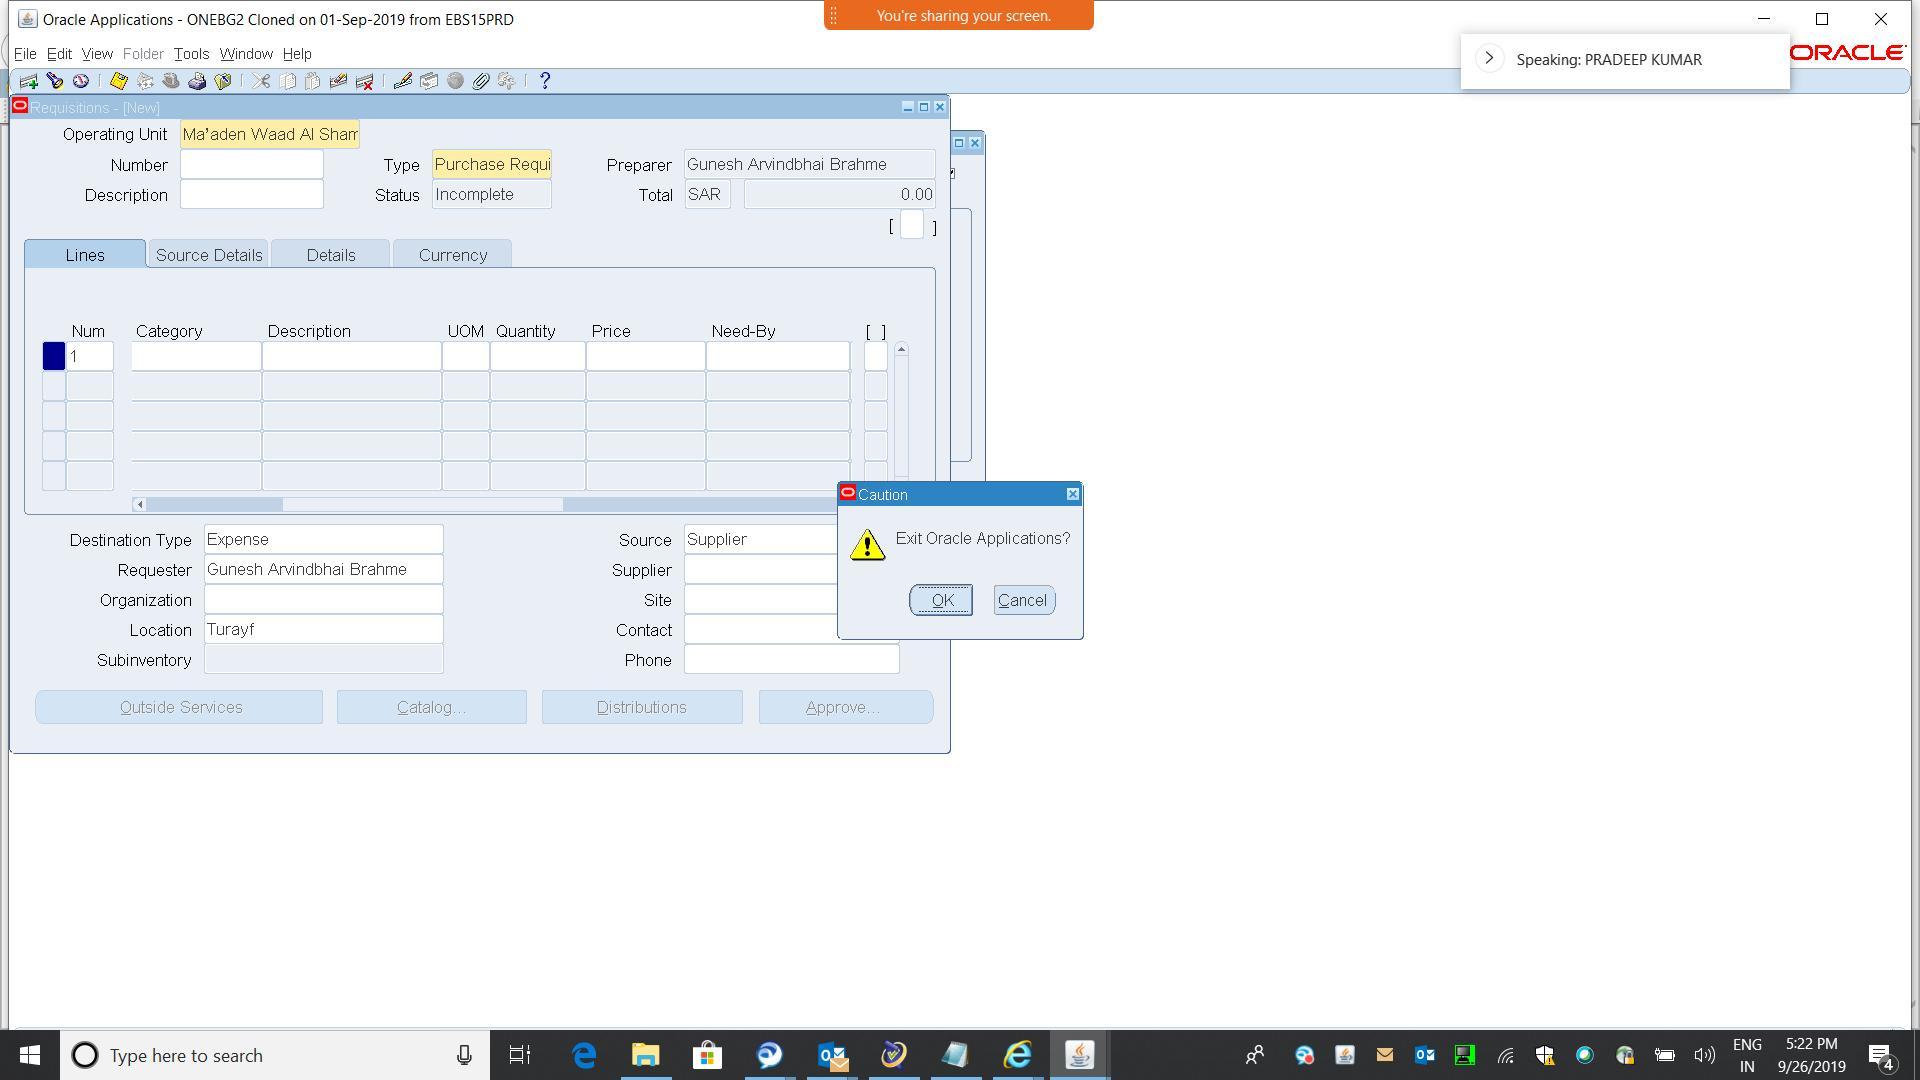 Oracle Applications - ONEBG2 Cloned on 01-Sep-2019 from EBS15PRD
You're sharing your screen.
File Edit View Folder Tools Window Help
Speaking: PRADEEP KUMAR
ORACLE
Requisitions - [New]
Operating Unit Ma'aden Waad Al Sham
Number Type Purchase Requi Preparer Gunesh Arvindbhai Brahme
Description Status Incomplete Total SAR 0.00
[ ]
Lines Source Details Details Currency
Num Category Description UOM Quantity Price Need-By [ ]
1
Caution
Exit Oracle Applications?
OK Cancel
Destination Type Expense Source Supplier
Requester Gunesh Arvindbhai Brahme Supplier
Organization Site
Location Turayf Contact
Subinventory Phone
Outside Services Catalog... Distributions Approve...
Type here to search
ENG
IN
5:22 PM
9/26/2019
4